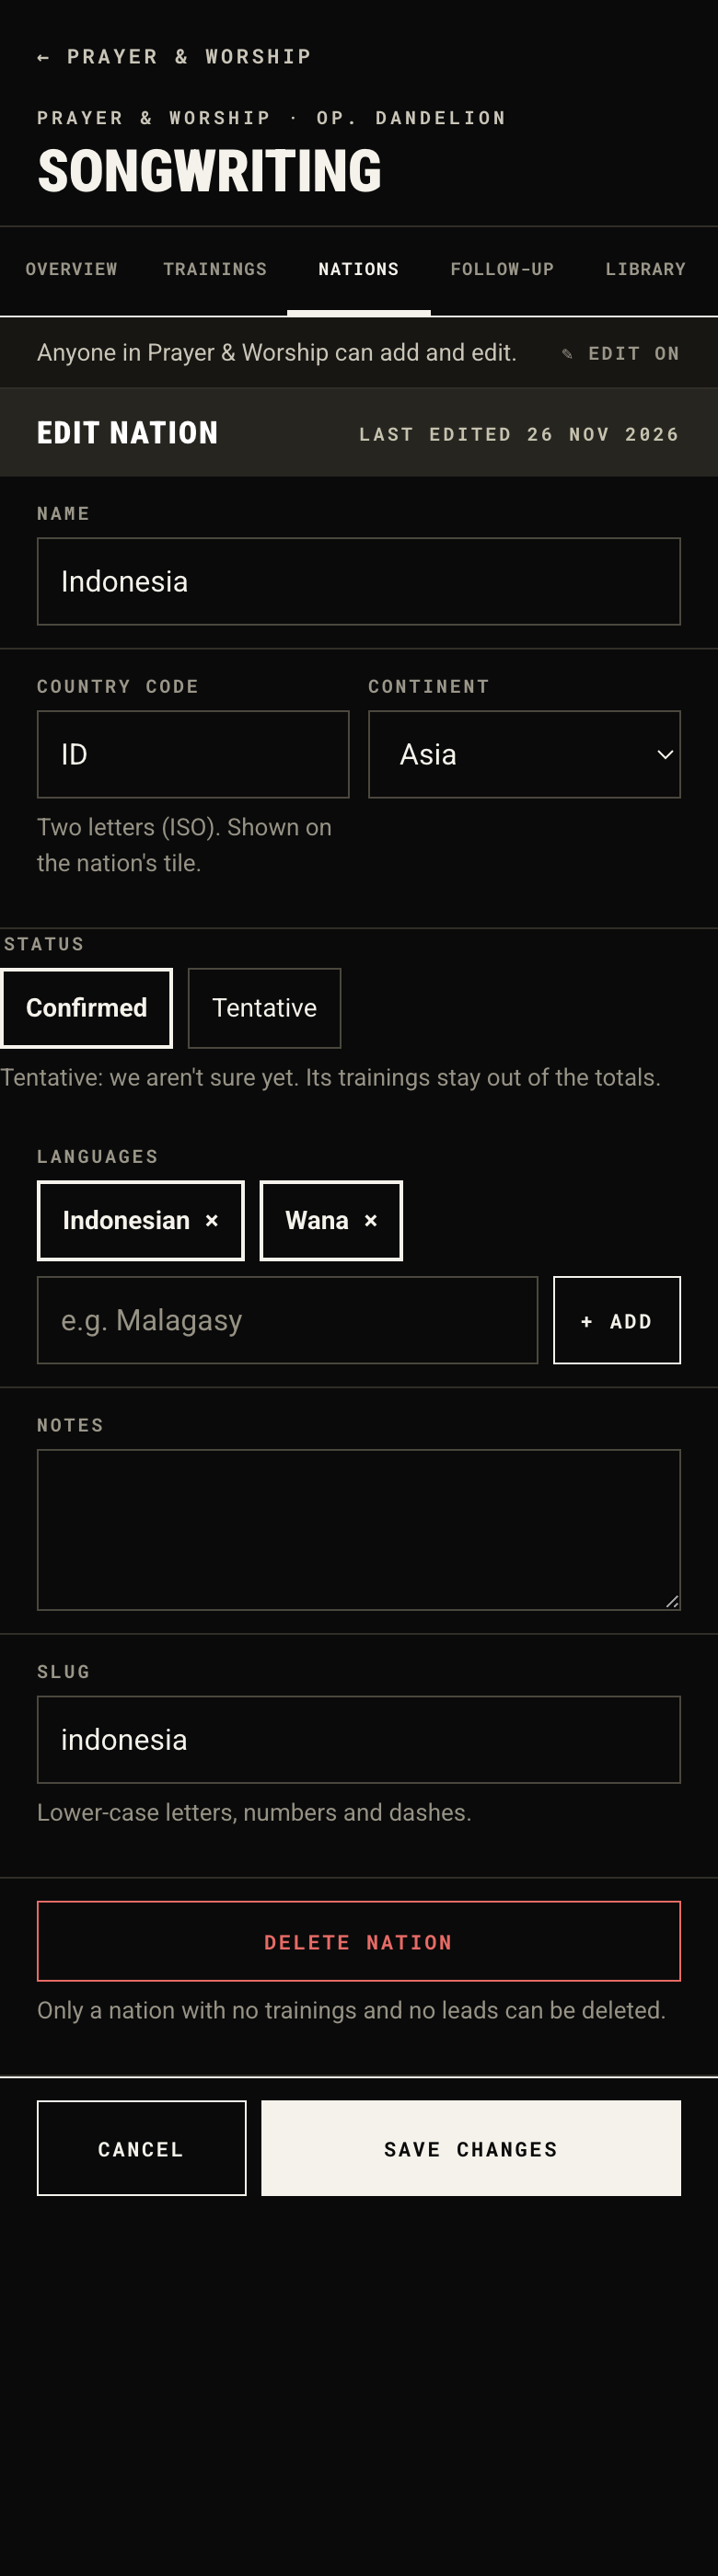 ← PRAYER & WORSHIP
PRAYER & WORSHIP · OP. DANDELION
SONGWRITING
OVERVIEW TRAININGS NATIONS FOLLOW-UP LIBRARY
Anyone in Prayer & Worship can add and edit. ✎ EDIT ON
EDIT NATION LAST EDITED 26 NOV 2026
NAME
Indonesia
COUNTRY CODE CONTINENT
ID Asia
Two letters (ISO). Shown on
the nation's tile.
STATUS
Confirmed Tentative
Tentative: we aren't sure yet. Its trainings stay out of the totals.
LANGUAGES
Indonesian × Wana ×
e.g. Malagasy + ADD
NOTES
SLUG
indonesia
Lower-case letters, numbers and dashes.
DELETE NATION
Only a nation with no trainings and no leads can be deleted.
CANCEL SAVE CHANGES